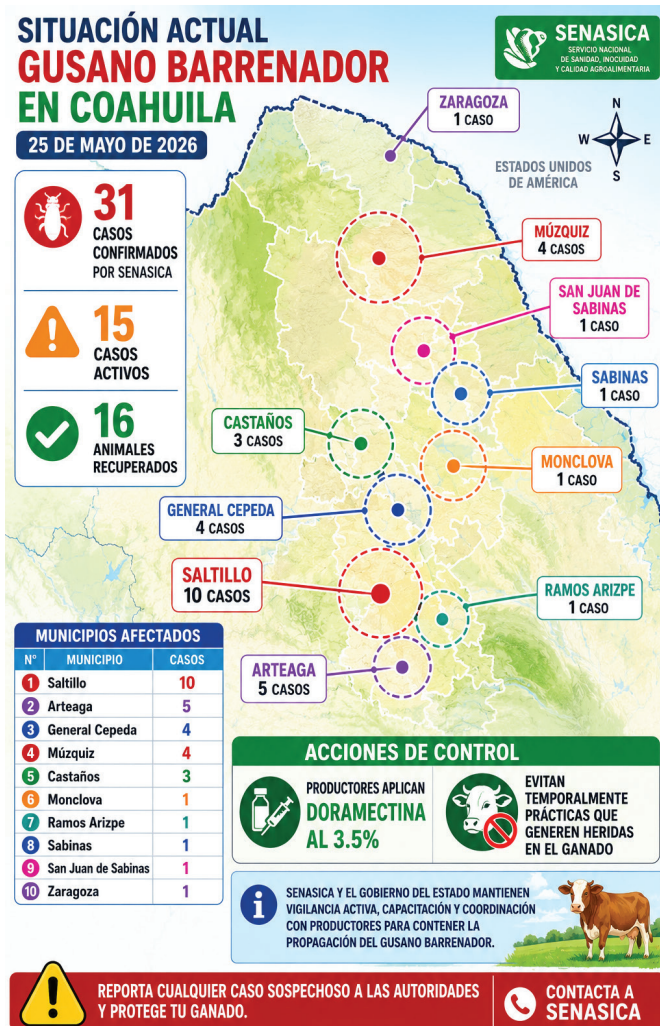 SITUACIÓN ACTUAL
GUSANO BARRENADOR
EN COAHUILA
25 DE MAYO DE 2026
SENASICA
SERVICIO NACIONAL
DE SANIDAD, INOCUIDAD
Y CALIDAD AGROALIMENTARIA
31
CASOS
CONFIRMADOS
POR SENASICA
15
CASOS
ACTIVOS
16
ANIMALES
RECUPERADOS
N
W
E
S
ESTADOS UNIDOS
DE AMÉRICA
ZARAGOZA
1 CASO
MÚZQUIZ
4 CASOS
SAN JUAN DE
SABINAS
1 CASO
SABINAS
1 CASO
CASTAÑOS
3 CASOS
MONCLOVA
1 CASO
GENERAL CEPEDA
4 CASOS
SALTILLO
10 CASOS
RAMOS ARIZPE
1 CASO
ARTEAGA
5 CASOS
MUNICIPIOS AFECTADOS
N° MUNICIPIO CASOS
1 Saltillo 10
2 Arteaga 5
3 General Cepeda 4
4 Múzquiz 4
5 Castaños 3
6 Monclova 1
7 Ramos Arizpe 1
8 Sabinas 1
9 San Juan de Sabinas 1
10 Zaragoza 1
ACCIONES DE CONTROL
PRODUCTORES APLICAN
DORAMECTINA
AL 3.5%
EVITAN
TEMPORALMENTE
PRÁCTICAS QUE
GENEREN HERIDAS
EN EL GANADO
i
SENASICA Y EL GOBIERNO DEL ESTADO MANTIENEN
VIGILANCIA ACTIVA, CAPACITACIÓN Y COORDINACIÓN
CON PRODUCTORES PARA CONTENER LA
PROPAGACIÓN DEL GUSANO BARRENADOR.
REPORTA CUALQUIER CASO SOSPECHOSO A LAS AUTORIDADES
Y PROTEGE TU GANADO.
CONTACTA A
SENASICA